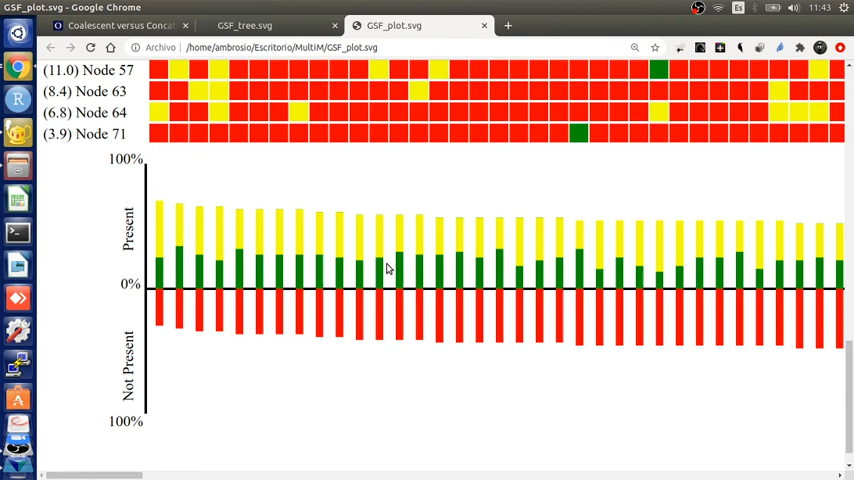 GSF_plot.svg - Google Chrome
Es
11:43
Coalescent versus Conca
GSF_tree.svg
GSF_plot.svg
Archivo
/home/ambrosio/Escritorio/MultiM/GSF_plot.svg
(11.0) Node 57
(8.4) Node 63
(6.8) Node 64
(3.9) Node 71
100%
Present
0%
Not Present
100%